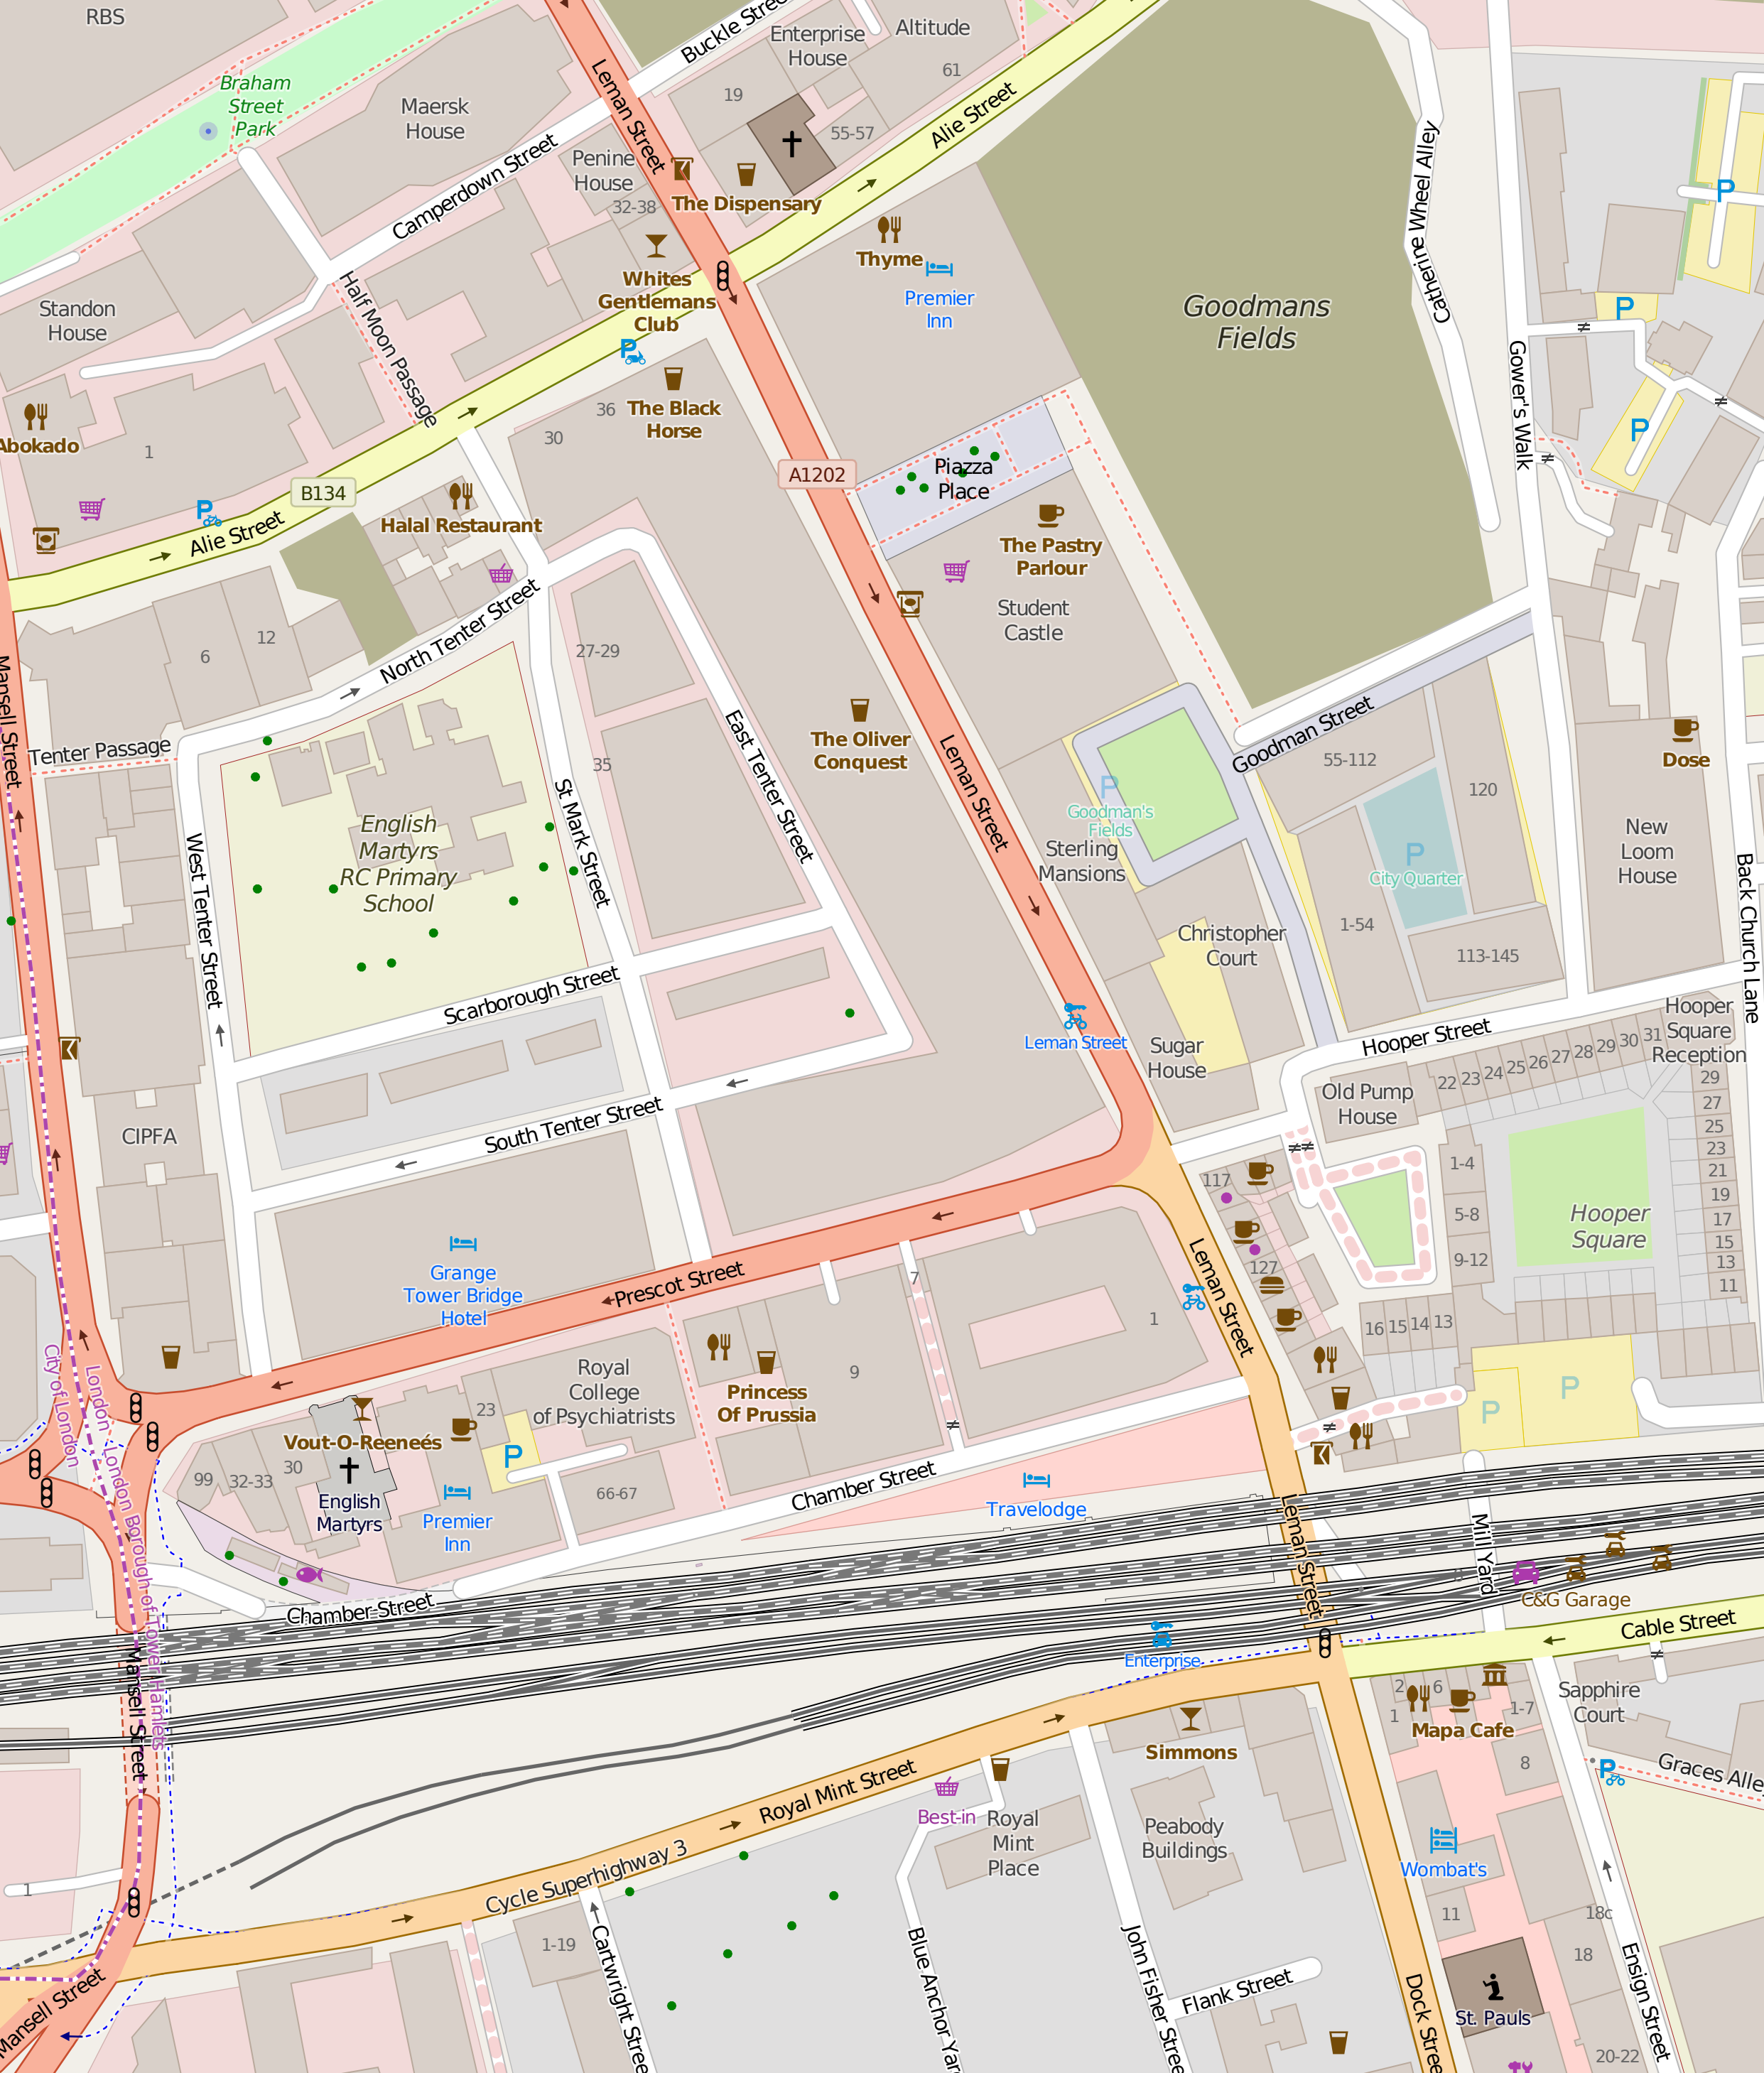 RBS
Buckle Street
Enterprise
House
Altitude
61
Braham
Street
Park
Maersk
House
Leman Street
19
55-57
Alie Street
Camperdown Street
Penine
House
32-38
The Dispensary
Catherine Wheel Alley
P
Thyme
Premier
Inn
Whites
Gentlemans
Club
Goodmans
Fields
Standon
House
Half Moon Passage
P
P
Gower's Walk
36
The Black
Horse
Abokado
1
30
P
A1202
Piazza
Place
B134
P
Alie Street
Halal Restaurant
The Pastry
Parlour
Student
Castle
North Tenter Street
12
6
27-29
Mansell Street
Tenter Passage
35
The Oliver
Conquest
East Tenter Street
Leman Street
Goodman Street
55-112
120
Dose
P
Goodman's
Fields
Sterling
Mansions
P
City Quarter
New
Loom
House
English
Martyrs
RC Primary
School
St Mark Street
West Tenter Street
Christopher
Court
1-54
113-145
Back Church Lane
Scarborough Street
Leman Street
Sugar
House
Hooper Street
Hooper
Square
Reception
22
23
24
25
26
27
28
29
30
31
Old Pump
House
29
27
25
23
21
19
17
15
13
11
CIPFA
South Tenter Street
117
1-4
5-8
9-12
Hooper
Square
127
16
15
14
13
Grange
Tower Bridge
Hotel
Prescot Street
7
1
Leman Street
9
Royal
College
of Psychiatrists
Princess
Of Prussia
City of London
London
London Borough of Tower Hamlets
23
Vout-O-Reeneés
P
P
P
99
32-33
30
English
Martyrs
Premier
Inn
66-67
Chamber Street
Travelodge
Leman Street
Mill Yard
C&G Garage
Chamber Street
Mansell Street
Enterprise
Cable Street
2
6
1
1-7
Mapa Cafe
Sapphire
Court
Simmons
8
P
Graces Alle
Royal Mint Street
Best-in
Royal
Mint
Place
Peabody
Buildings
Wombat's
Cycle Superhighway 3
1
11
18c
18
1-19
Cartwright Stree
Blue Anchor Yar
John Fisher Stree
Flank Street
Dock Stree
St. Pauls
Ensign Street
20-22
Mansell Street